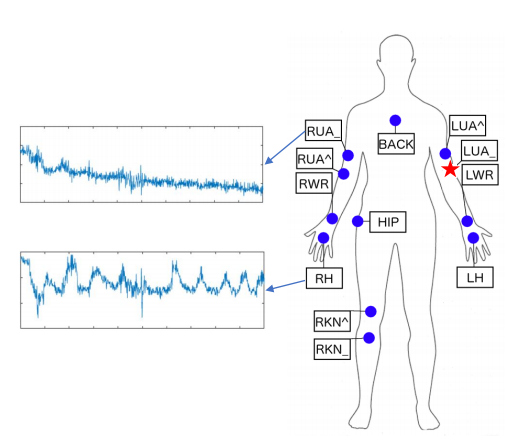 LUA^
RUA_
BACK
LUA_
RUA^
LWR
RWR
HIP
RH
LH
RKN^
RKN_